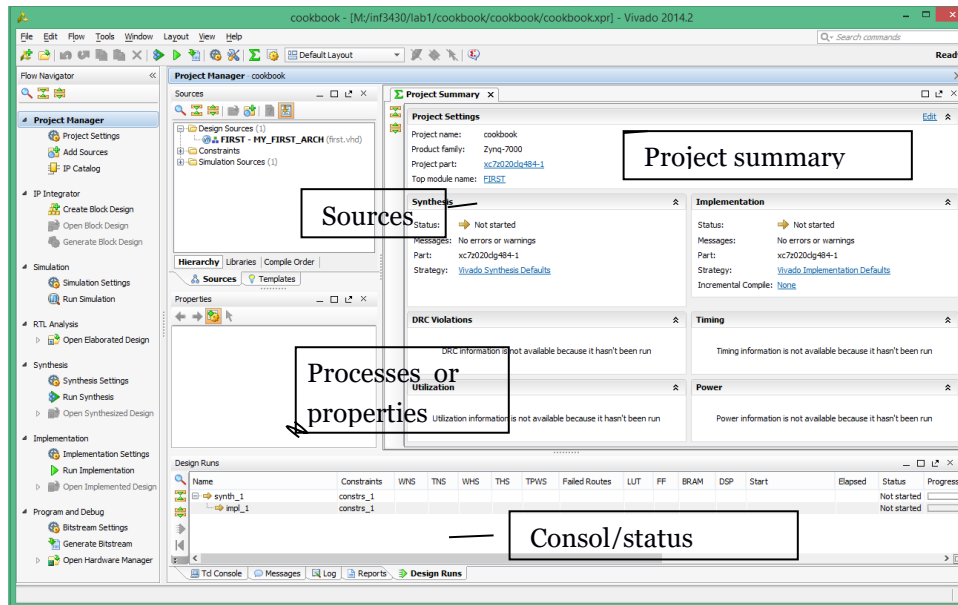 cookbook - [M:/inf3430/lab1/cookbook/cookbook/cookbook.xpr] - Vivado 2014.2
File Edit Flow Tools Window Layout View Help
Search commands
Default Layout
Ready
Flow Navigator
Project Manager
Project Settings
Add Sources
IP Catalog
IP Integrator
Create Block Design
Open Block Design
Generate Block Design
Simulation
Simulation Settings
Run Simulation
RTL Analysis
Open Elaborated Design
Synthesis
Synthesis Settings
Run Synthesis
Open Synthesized Design
Implementation
Implementation Settings
Run Implementation
Open Implemented Design
Program and Debug
Bitstream Settings
Generate Bitstream
Open Hardware Manager
Project Manager - cookbook
Sources
Design Sources (1)
FIRST - MY_FIRST_ARCH (first.vhd)
Constraints
Simulation Sources (1)
Hierarchy Libraries Compile Order
Sources Templates
Sources
Properties
Processes or
properties
Σ Project Summary
Project Settings Edit
Project name: cookbook
Product family: Zynq-7000
Project part: xc7z020clg484-1
Top module name: FIRST
Project summary
Synthesis
Status: Not started
Messages: No errors or warnings
Part: xc7z020clg484-1
Strategy: Vivado Synthesis Defaults
Implementation
Status: Not started
Messages: No errors or warnings
Part: xc7z020clg484-1
Strategy: Vivado Implementation Defaults
Incremental Compile: None
DRC Violations
DRC information is not available because it hasn't been run
Timing
Timing information is not available because it hasn't been run
Utilization
Utilization information is not available because it hasn't been run
Power
Power information is not available because it hasn't been run
Design Runs
Name Constraints WNS TNS WHS THS TPWS Failed Routes LUT FF BRAM DSP Start Elapsed Status Progress
synth_1 constrs_1 Not started
impl_1 constrs_1 Not started
Consol/status
Tcl Console Messages Log Reports Design Runs